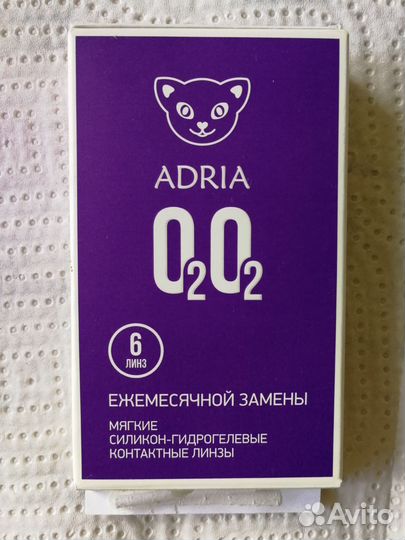 ADRIA
O₂O₂
6
ЛИНЗ
ЕЖЕМЕСЯЧНОЙ ЗАМЕНЫ
МЯГКИЕ
СИЛИКОН-ГИДРОГЕЛЕВЫЕ
КОНТАКТНЫЕ ЛИНЗЫ
Avito